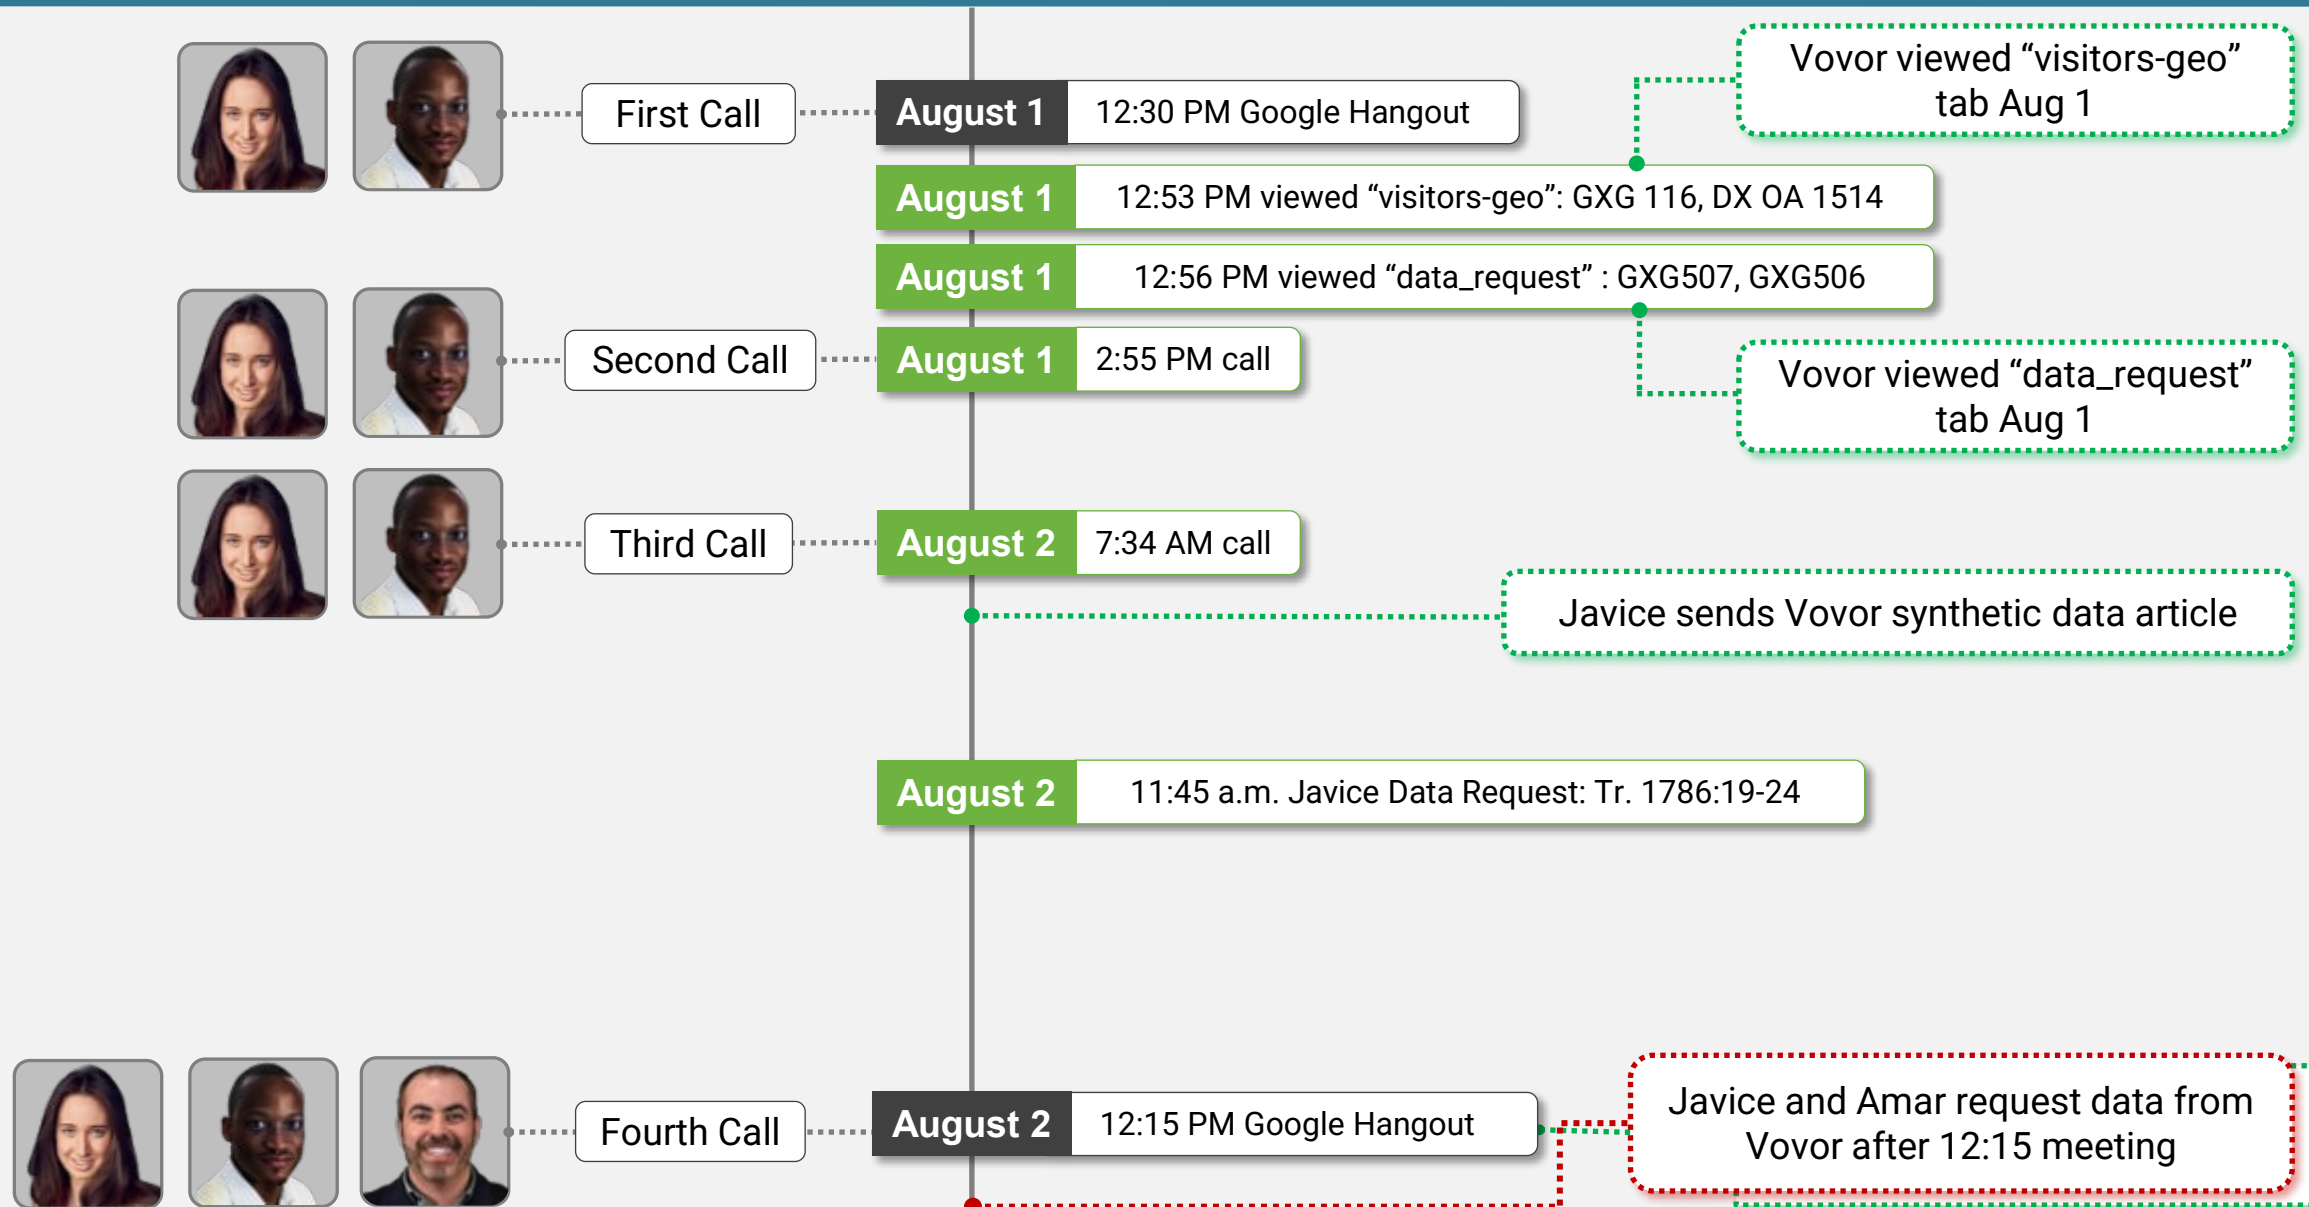 Vovor viewed “visitors-geo”
tab Aug 1
First Call
August 1
12:30 PM Google Hangout
August 1
12:53 PM viewed “visitors-geo”: GXG 116, DX OA 1514
August 1
12:56 PM viewed “data_request” : GXG507, GXG506
Second Call
August 1
2:55 PM call
Vovor viewed “data_request”
tab Aug 1
Third Call
August 2
7:34 AM call
Javice sends Vovor synthetic data article
August 2
11:45 a.m. Javice Data Request: Tr. 1786:19-24
Fourth Call
August 2
12:15 PM Google Hangout
Javice and Amar request data from
Vovor after 12:15 meeting